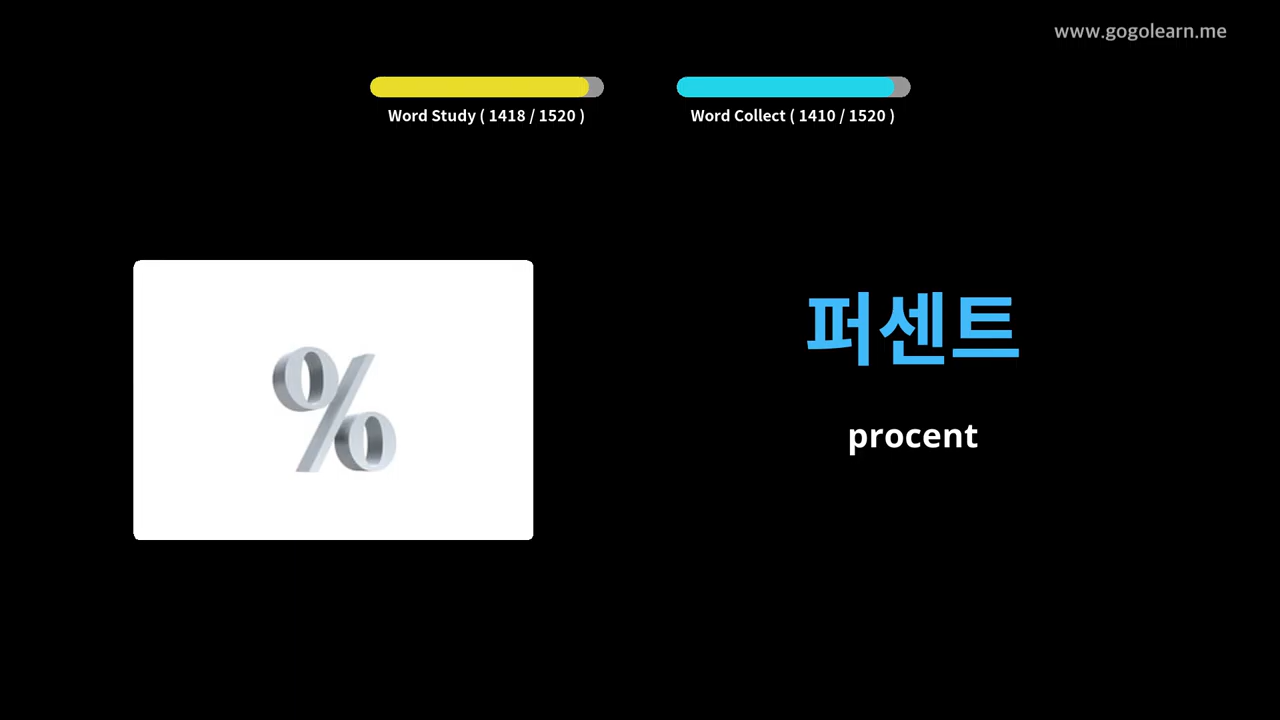 www.gogolearn.me
Word Study ( 1418 / 1520 )
Word Collect ( 1410 / 1520 )
%
퍼센트
procent